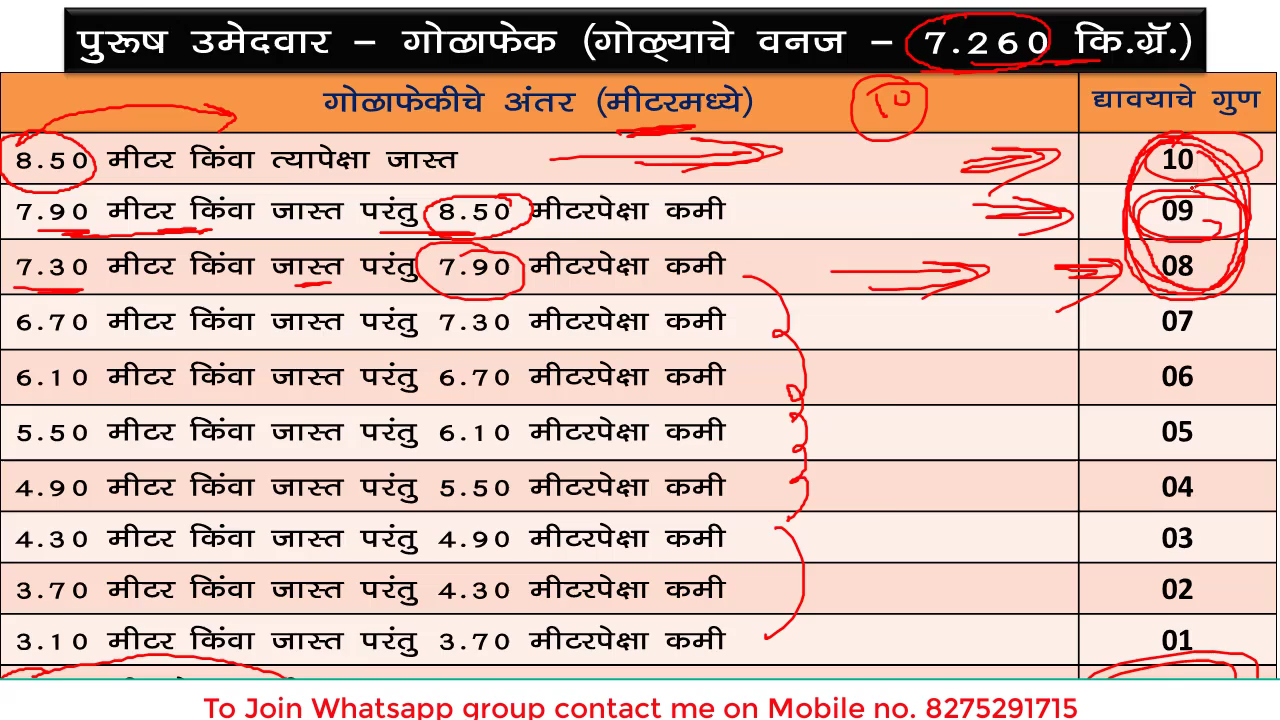 पुरूष उमेदवार – गोळाफेक (गोळ्याचे वनज – 7.260 कि.ग्रॅ.)
गोळाफेकीचे अंतर (मीटरमध्ये) 10 द्यावयाचे गुण
8.50 मीटर किंवा त्यापेक्षा जास्त 10
7.90 मीटर किंवा जास्त परंतु 8.50 मीटरपेक्षा कमी 09
7.30 मीटर किंवा जास्त परंतु 7.90 मीटरपेक्षा कमी 08
6.70 मीटर किंवा जास्त परंतु 7.30 मीटरपेक्षा कमी 07
6.10 मीटर किंवा जास्त परंतु 6.70 मीटरपेक्षा कमी 06
5.50 मीटर किंवा जास्त परंतु 6.10 मीटरपेक्षा कमी 05
4.90 मीटर किंवा जास्त परंतु 5.50 मीटरपेक्षा कमी 04
4.30 मीटर किंवा जास्त परंतु 4.90 मीटरपेक्षा कमी 03
3.70 मीटर किंवा जास्त परंतु 4.30 मीटरपेक्षा कमी 02
3.10 मीटर किंवा जास्त परंतु 3.70 मीटरपेक्षा कमी 01
To Join Whatsapp group contact me on Mobile no. 8275291715